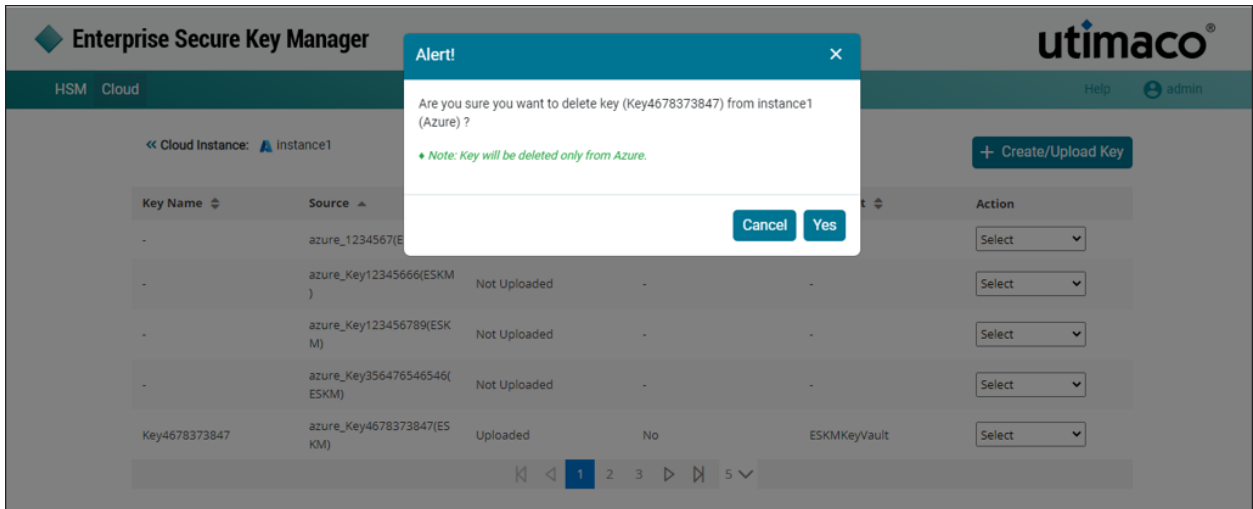 Enterprise Secure Key Manager
utimaco®
Alert!
HSM Cloud
Help admin
Are you sure you want to delete key (Key4678373847) from instance1
(Azure) ?
♦ Note: Key will be deleted only from Azure.
Cancel Yes
« Cloud Instance: instance1
+ Create/Upload Key
Key Name Source Action
- azure_1234567(E Select
- azure_Key12345666(ESKM
) Not Uploaded - - Select
- azure_Key123456789(ESK
M) Not Uploaded - - Select
- azure_Key356476546546(
ESKM) Not Uploaded - - Select
Key4678373847 azure_Key4678373847(ES
KM) Uploaded No ESKMKeyVault Select
1 2 3 5